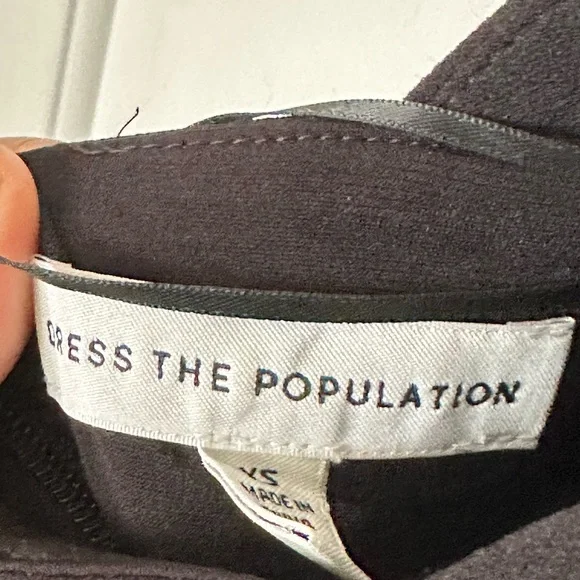 DRESS THE POPULATION
XS
MADE IN